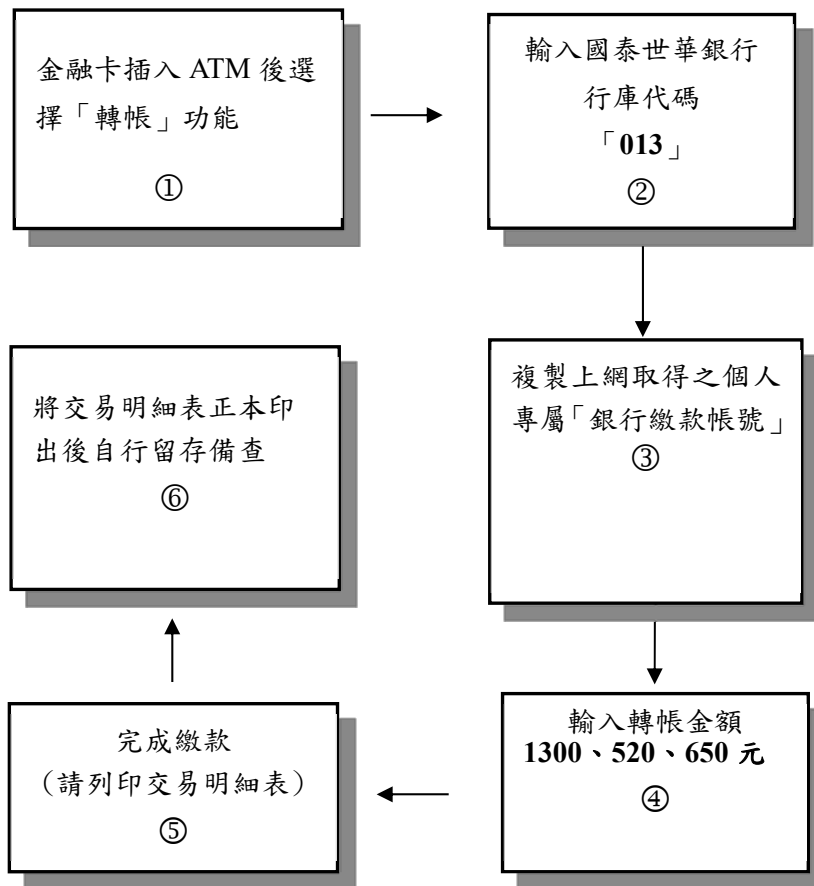 金融卡插入 ATM 後選
擇「轉帳」功能
①
輸入國泰世華銀行
行庫代碼
「013」
②
複製上網取得之個人
專屬「銀行繳款帳號」
③
輸入轉帳金額
1300、520、650 元
④
完成繳款
（請列印交易明細表）
⑤
將交易明細表正本印
出後自行留存備查
⑥